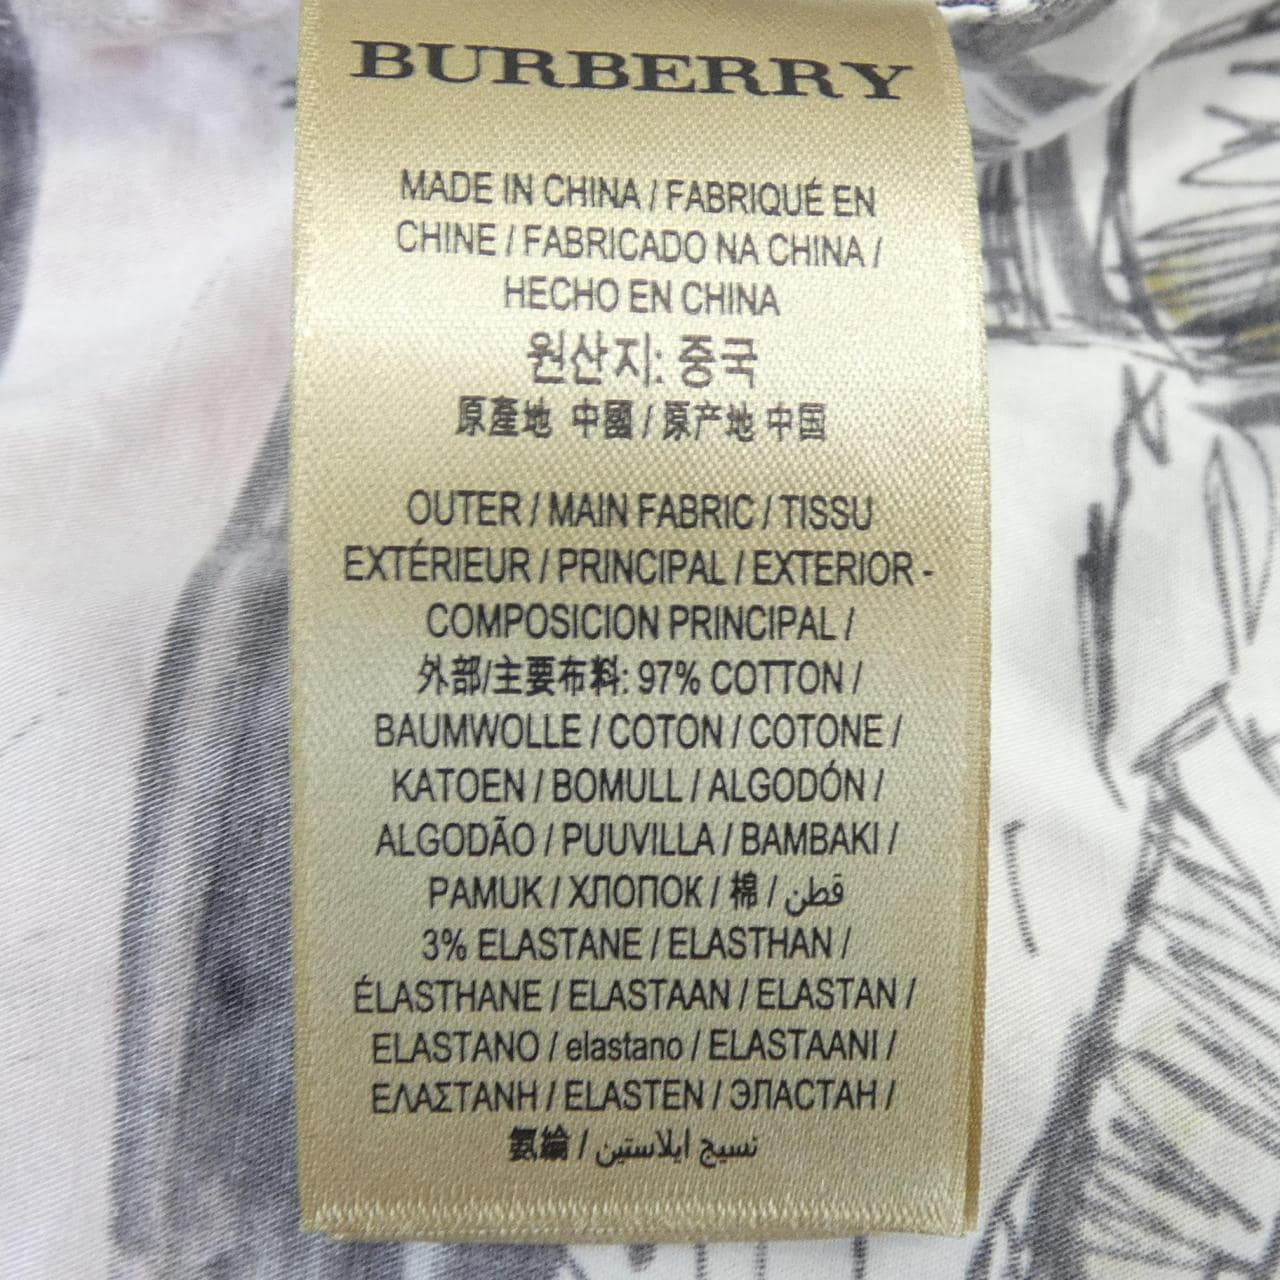 BURBERRY
MADE IN CHINA / FABRIQUÉ EN
CHINE / FABRICADO NA CHINA /
HECHO EN CHINA
원산지: 중국
原產地 中國 / 原产地 中国
OUTER / MAIN FABRIC / TISSU
EXTÉRIEUR / PRINCIPAL / EXTERIOR -
COMPOSICION PRINCIPAL /
外部/主要布料: 97% COTTON /
BAUMWOLLE / COTON / COTONE /
KATOEN / BOMULL / ALGODÓN /
ALGODÃO / PUUVILLA / BAMBAKI /
PAMUK / ХЛОПОК / 棉 / قطن
3% ELASTANE / ELASTHAN /
ÉLASTHANE / ELASTAAN / ELASTAN /
ELASTANO / elastano / ELASTAANI /
ΕΛΑΣΤΑΝΗ / ELASTEN / ЭЛАСТАН /
氨綸 / نسيج ايلاستين